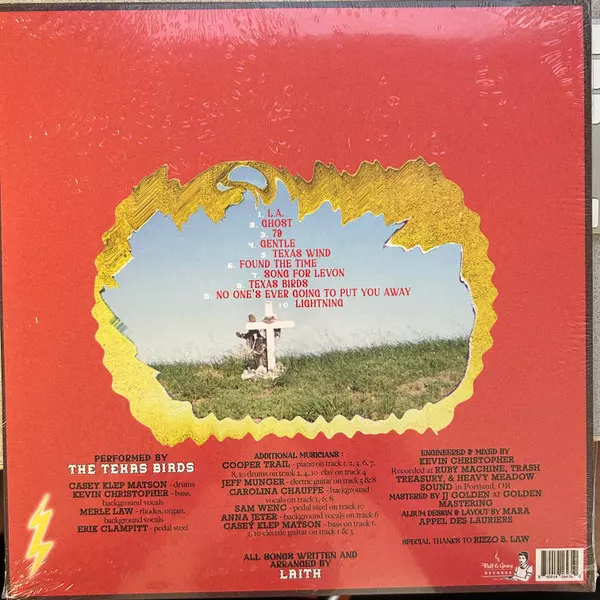 1. L.A.
2. GHOST
3. 79
4. GENTLE
5. TEXAS WIND
6. FOUND THE TIME
7. SONG FOR LEVON
8. TEXAS BIRDS
9. NO ONE'S EVER GOING TO PUT YOU AWAY
10. LIGHTNING
PERFORMED BY
THE TEXAS BIRDS
CASEY KLEP MATSON - drums
KEVIN CHRISTOPHER - bass,
background vocals
MERLE LAW - rhodes, organ,
background vocals
ERIK CLAMPITT - pedal steel
ADDITIONAL MUSICIANS :
COOPER TRAIL - piano on track 1, 2, 3, 6, 7,
8, 10 drums on track 2, 4, 10 clay on track 4
JEFF MUNGER - electric guitar on track 5 & 8
CAROLINA CHAUFFE - background
vocals on track 2, 6, 8
SAM WENC - pedal steel on track 10
ANNA JETER - background vocals on track 6
CASEY KLEP MATSON - bass on track 1,
3, 10 electric guitar on track 1 & 3
ALL SONGS WRITTEN AND
ARRANGED BY
LAITH
ENGINEERED & MIXED BY
KEVIN CHRISTOPHER
Recorded at RUBY MACHINE, TRASH
TREASURY, & HEAVY MEADOW
SOUND in Portland, OR
MASTERED BY JJ GOLDEN at GOLDEN
MASTERING
ALBUM DESIGN & LAYOUT BY MARA
APPEL DES LAURIERS
SPECIAL THANKS TO RIZZO B. LAW
RECORDS